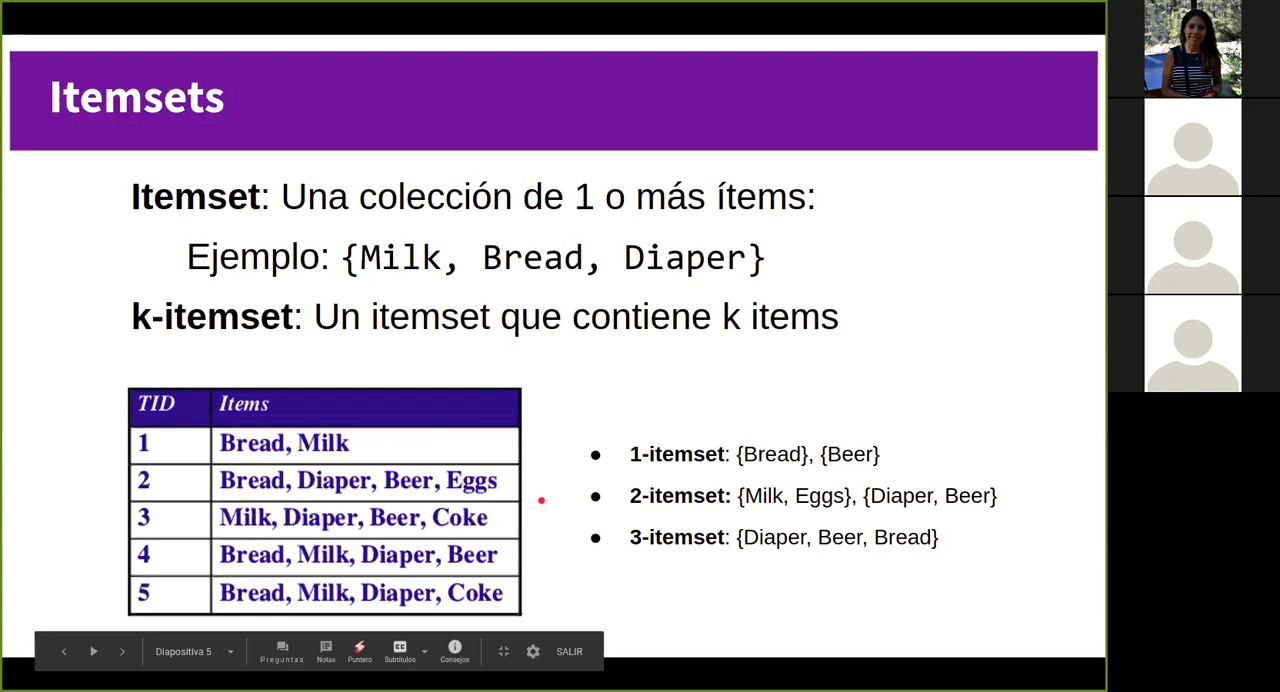 Itemsets
Itemset: Una colección de 1 o más ítems:
Ejemplo: {Milk, Bread, Diaper}
k-itemset: Un itemset que contiene k items
TID Items
1 Bread, Milk
2 Bread, Diaper, Beer, Eggs
3 Milk, Diaper, Beer, Coke
4 Bread, Milk, Diaper, Beer
5 Bread, Milk, Diaper, Coke
● 1-itemset: {Bread}, {Beer}
● 2-itemset: {Milk, Eggs}, {Diaper, Beer}
● 3-itemset: {Diaper, Beer, Bread}
Diapositiva 5 Preguntas Notas Puntero CC Subtítulos Consejos SALIR